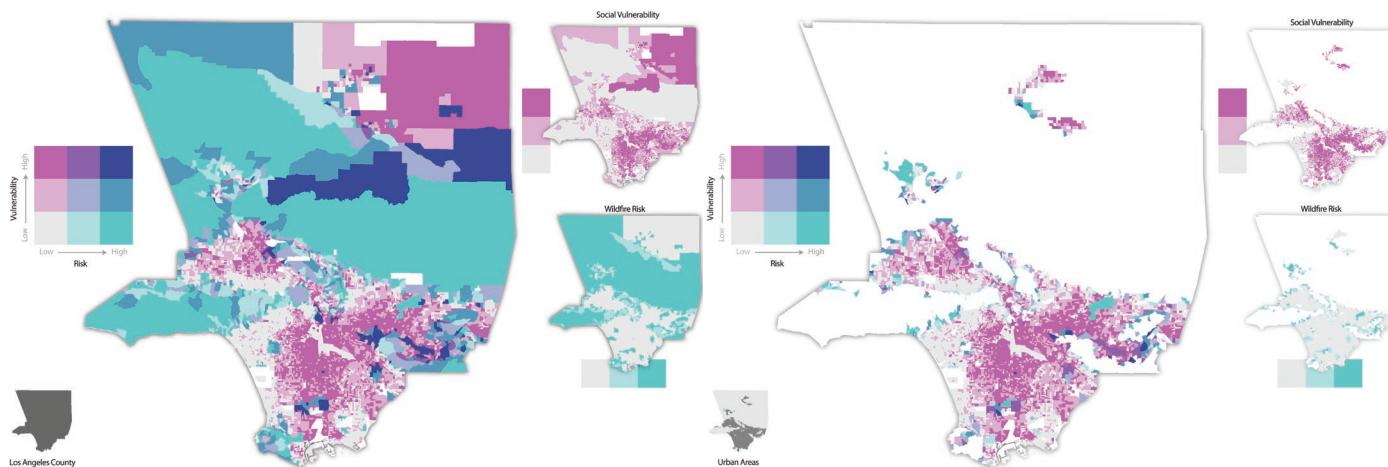 Social Vulnerability
High
Vulnerability
Low
Low
High
Risk
Wildfire Risk
Los Angeles County
Social Vulnerability
High
Vulnerability
Low
Low
High
Risk
Wildfire Risk
Urban Areas